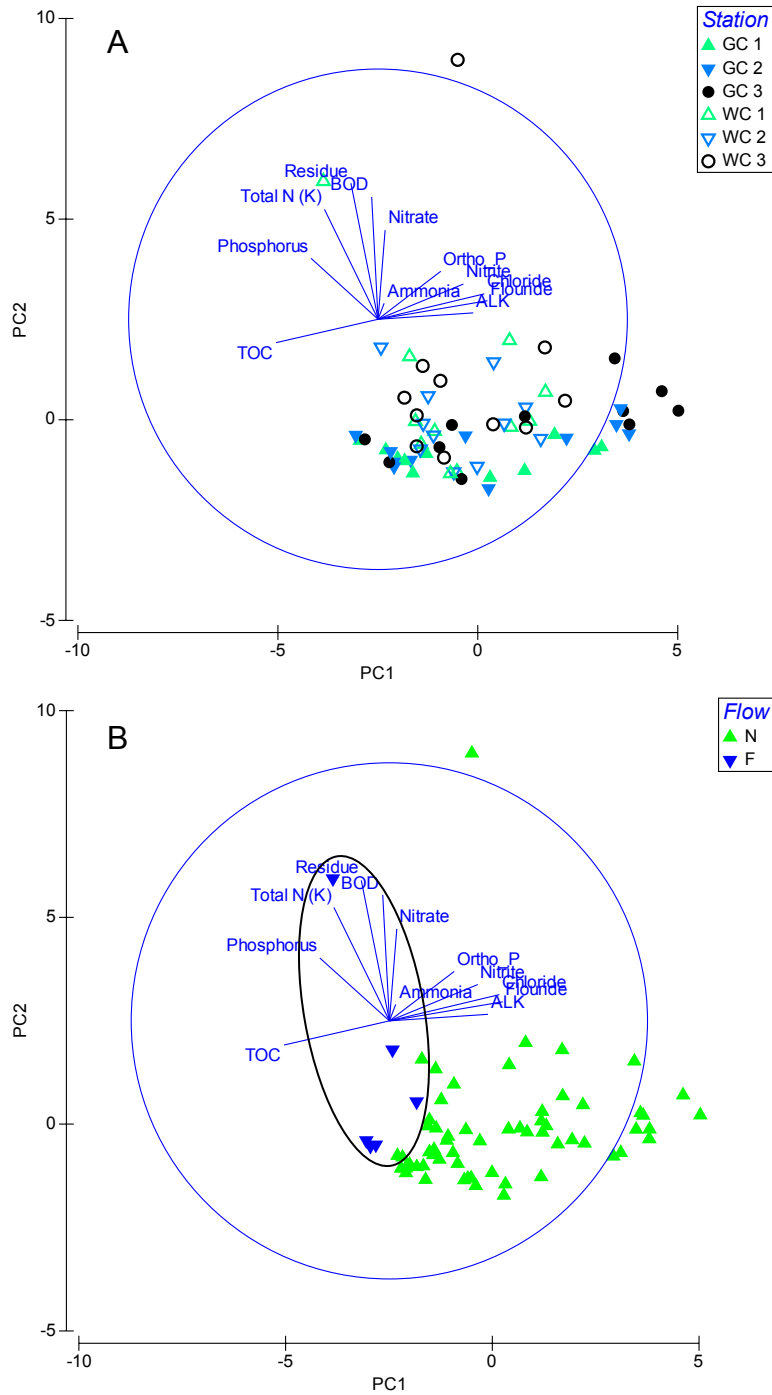 A
Station
GC 1
GC 2
GC 3
WC 1
WC 2
WC 3
10
5
0
-5
PC2
Residue
BOD
Total N (K)
Nitrate
Phosphorus
Ortho_P
Nitrite
Chloride
Flouride
Ammonia
ALK
TOC
-10
-5
0
5
PC1
B
Flow
N
F
10
5
0
-5
PC2
Residue
BOD
Total N (K)
Nitrate
Phosphorus
Ortho_P
Nitrite
Chloride
Flouride
Ammonia
ALK
TOC
-10
-5
0
5
PC1